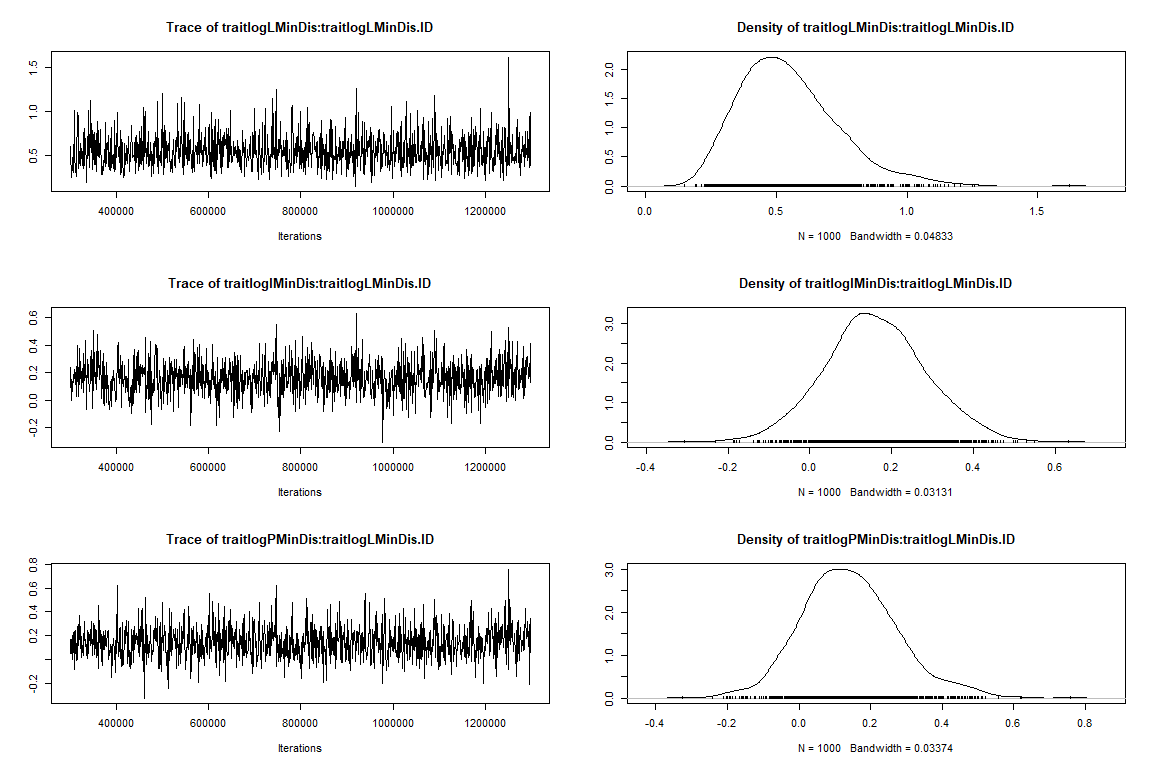 Trace of traitlogLMinDis:traitlogLMinDis.ID
0.5 1.0 1.5
400000 600000 800000 1000000 1200000
Iterations
Density of traitlogLMinDis:traitlogLMinDis.ID
0.0 0.5 1.0 1.5 2.0
0.0 0.5 1.0 1.5
N = 1000 Bandwidth = 0.04833
Trace of traitlogIMinDis:traitlogLMinDis.ID
-0.2 0.0 0.2 0.4 0.6
400000 600000 800000 1000000 1200000
Iterations
Density of traitlogIMinDis:traitlogLMinDis.ID
0.0 1.0 2.0 3.0
-0.4 -0.2 0.0 0.2 0.4 0.6
N = 1000 Bandwidth = 0.03131
Trace of traitlogPMinDis:traitlogLMinDis.ID
-0.2 0.2 0.4 0.6 0.8
400000 600000 800000 1000000 1200000
Iterations
Density of traitlogPMinDis:traitlogLMinDis.ID
0.0 1.0 2.0 3.0
-0.4 -0.2 0.0 0.2 0.4 0.6 0.8
N = 1000 Bandwidth = 0.03374